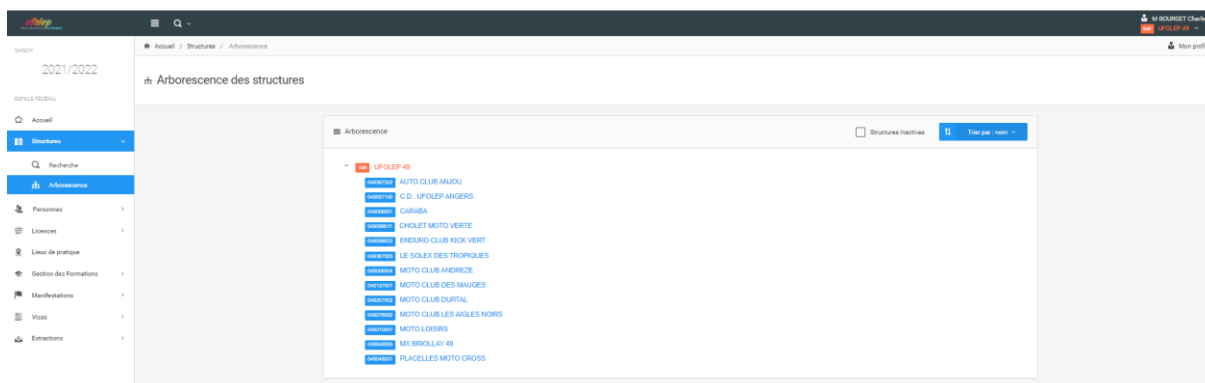 ufolep
M BOURGET Charle
049 UFOLEP 49
SAISON
2021/2022
Accueil / Structures / Arborescence
Mon profi
Arborescence des structures
ESPACE FÉDÉRAL
Accueil
Structures
Recherche
Arborescence
Personnes
Licences
Lieux de pratique
Gestion des Formations
Manifestations
Visas
Extractions
Arborescence
Structures inactives
Trier par : nom
049 UFOLEP 49
AUTO CLUB ANJOU
C.D.. UFOLEP ANGERS
CARABA
CHOLET MOTO VERTE
ENDURO CLUB KICK VERT
LE SOLEX DES TROPIQUES
MOTO CLUB ANDREZE
MOTO CLUB DES MAUGES
MOTO CLUB DURTAL
MOTO CLUB LES AIGLES NOIRS
MOTO LOISIRS
MX BRIOLLAY 49
PLACELLES MOTO CROSS